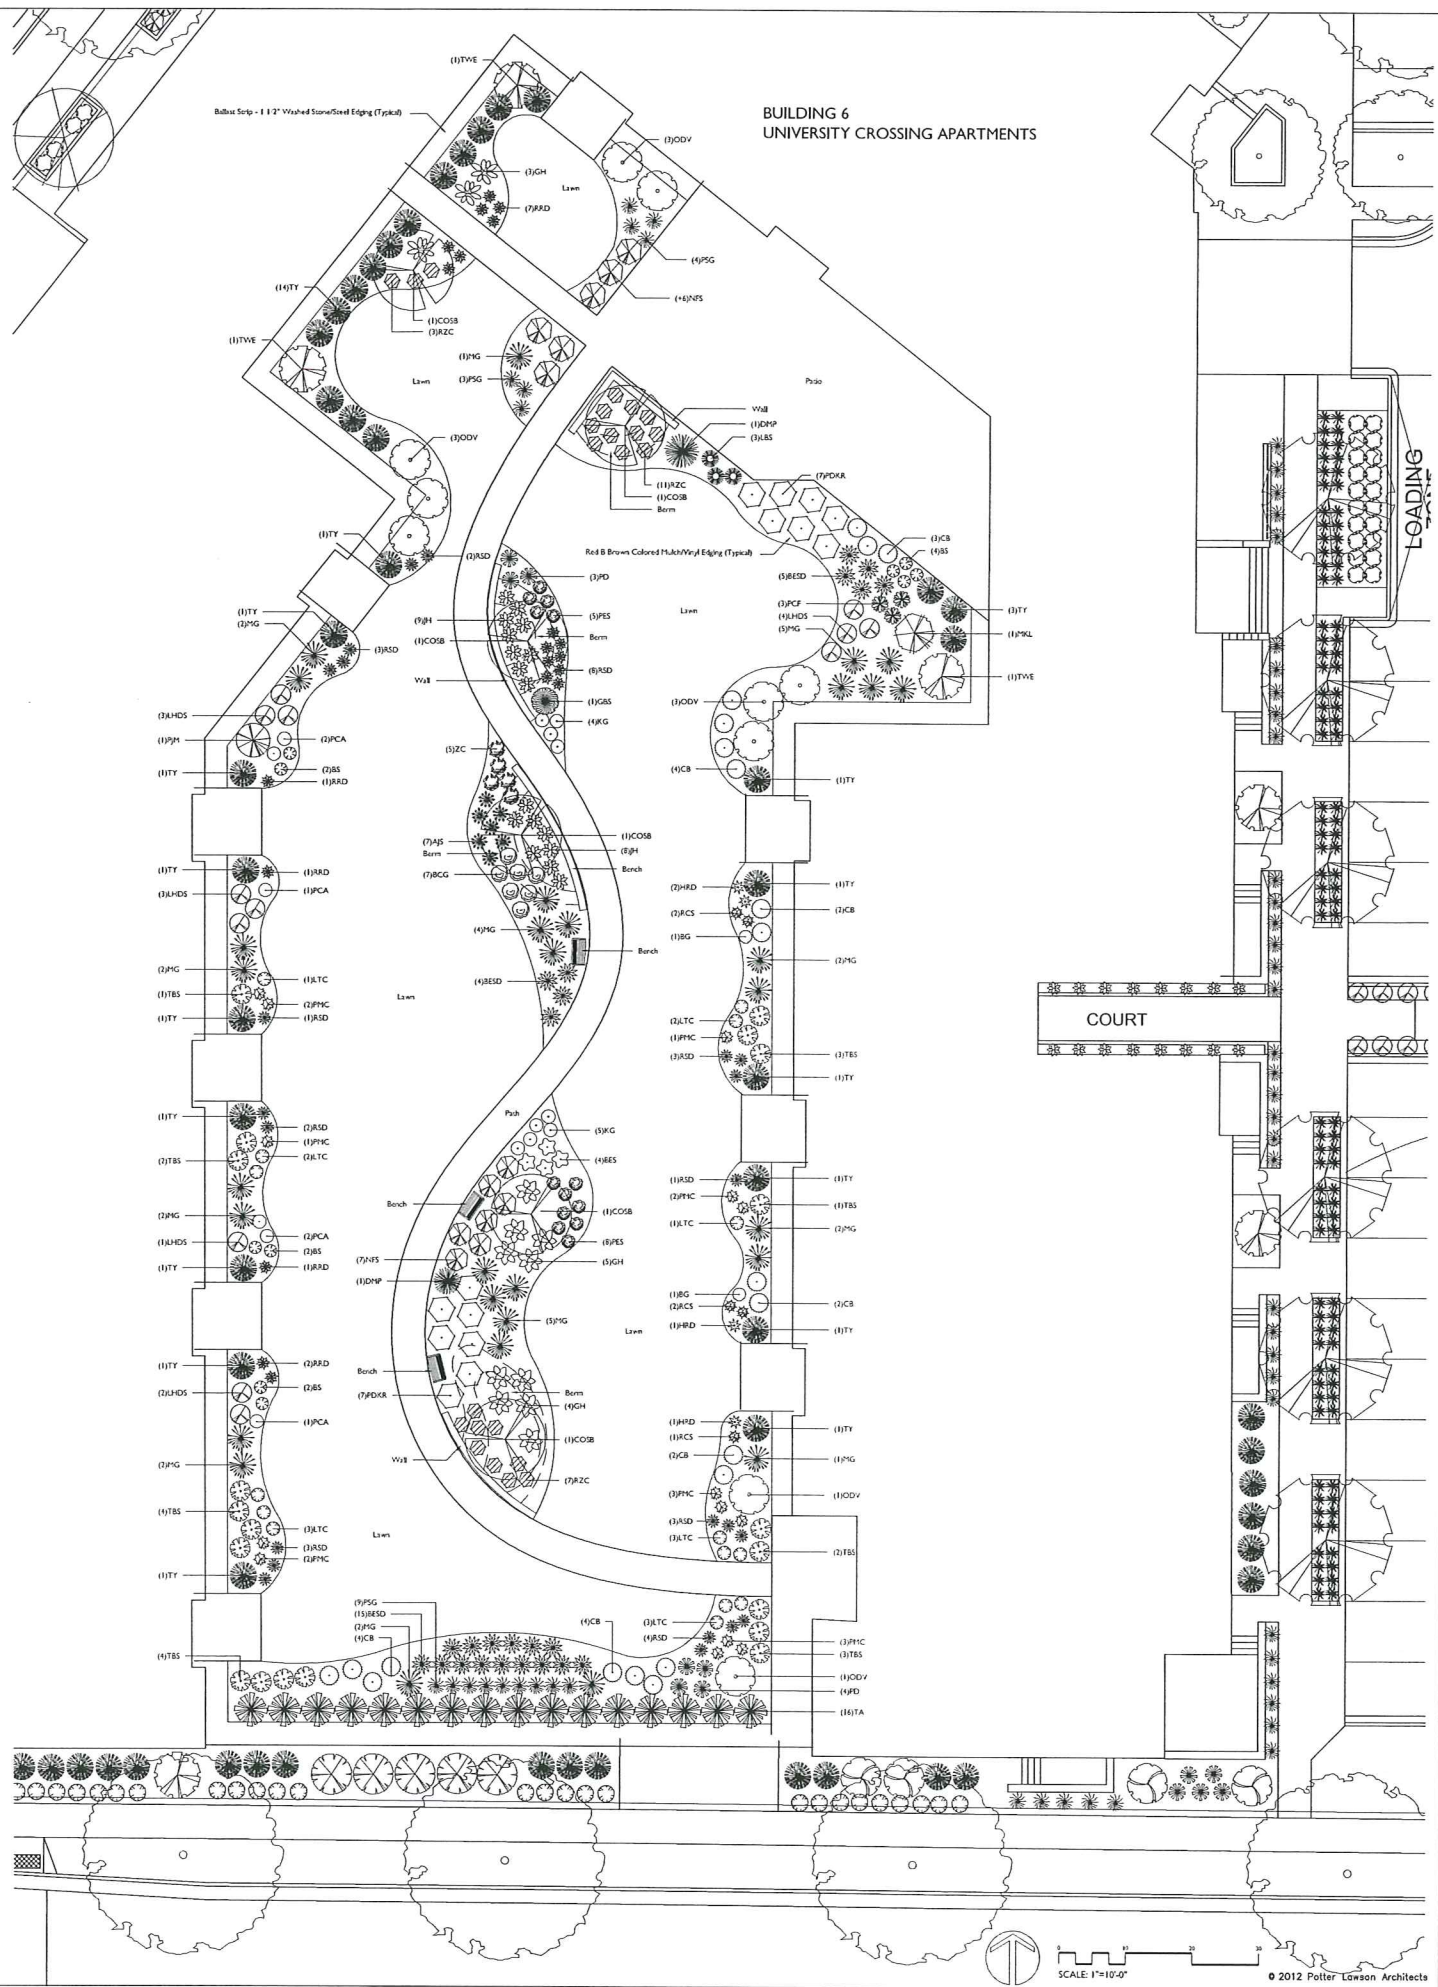 (1)TWE
Ballast Strip - 1 1/2" Washed Stone/Steel Edging (Typical)
BUILDING 6
UNIVERSITY CROSSING APARTMENTS
(3)ODV
(3)GH
Lawn
(7)RRD
(4)PSG
(14)TY
(+6)NFS
(1)COSB
(3)RZC
(1)TWE
(1)MG
(3)PSG
Lawn
Patio
Wall
(1)DMP
(3)LBS
(3)ODV
(7)PDKR
(11)RZC
(1)COSB
Berm
LOADING
ZONE
(1)TY
(2)RSD
Red B Brown Colored Mulch/Vinyl Edging (Typical)
(3)CB
(4)BS
(3)PD
(5)BESD
(1)TY
(2)MG
(9)JH
(5)PES
Lawn
(3)PCF
(4)LHDS
(5)MG
(3)TY
(1)COSB
Berm
(1)MKL
(3)RSD
Wall
(8)RSD
(1)TWE
(1)GBS
(3)ODV
(3)LHDS
(4)KG
(1)PJM
(2)PCA
(5)ZC
(1)TY
(2)BS
(4)CB
(1)RRD
(1)TY
(7)AJS
Berm
(1)COSB
(8)JH
(1)TY
(1)RRD
(7)BCG
Bench
(2)HRD
(1)TY
(3)LHDS
(1)PCA
(2)RCS
(2)CB
(4)MG
(1)BG
Bench
(2)MG
(2)MG
(1)LTC
(4)BESD
(1)TBS
(2)PMC
Lawn
(1)TY
(1)RSD
(2)LTC
COURT
(1)PMC
(3)RSD
(3)TBS
(1)TY
(1)TY
(2)RSD
Path
(1)PMC
(5)KG
(2)TBS
(2)LTC
(4)BES
(1)RSD
(1)TY
(2)PMC
(1)TBS
Bench
(1)COSB
(1)LTC
(2)MG
(2)MG
(2)PCA
(1)LHDS
(2)BS
(8)PES
(7)NFS
(5)GH
(1)TY
(1)RRD
(1)DMP
(1)BG
(2)RCS
(2)CB
(5)MG
Lawn
(1)HRD
(1)TY
(1)TY
(2)RRD
Bench
(2)LHDS
(2)BS
(7)PDKR
Berm
(4)GH
(1)PCA
(1)HRD
(1)TY
(1)RCS
(1)COSB
(2)CB
(1)MG
Wall
(2)MG
(7)RZC
(3)PMC
(1)ODV
(4)TBS
(3)RSD
(3)LTC
Lawn
(3)LTC
(3)RSD
(2)PMC
(2)TBS
(1)TY
(9)PSG
(15)BESD
(2)MG
(4)CB
(4)CB
(3)LTC
(4)RSD
(3)PMC
(3)TBS
(4)TBS
(1)ODV
(4)PD
(16)TA
0 10 20 30
SCALE: 1"=10'-0"
© 2012 Potter Lawson Architects